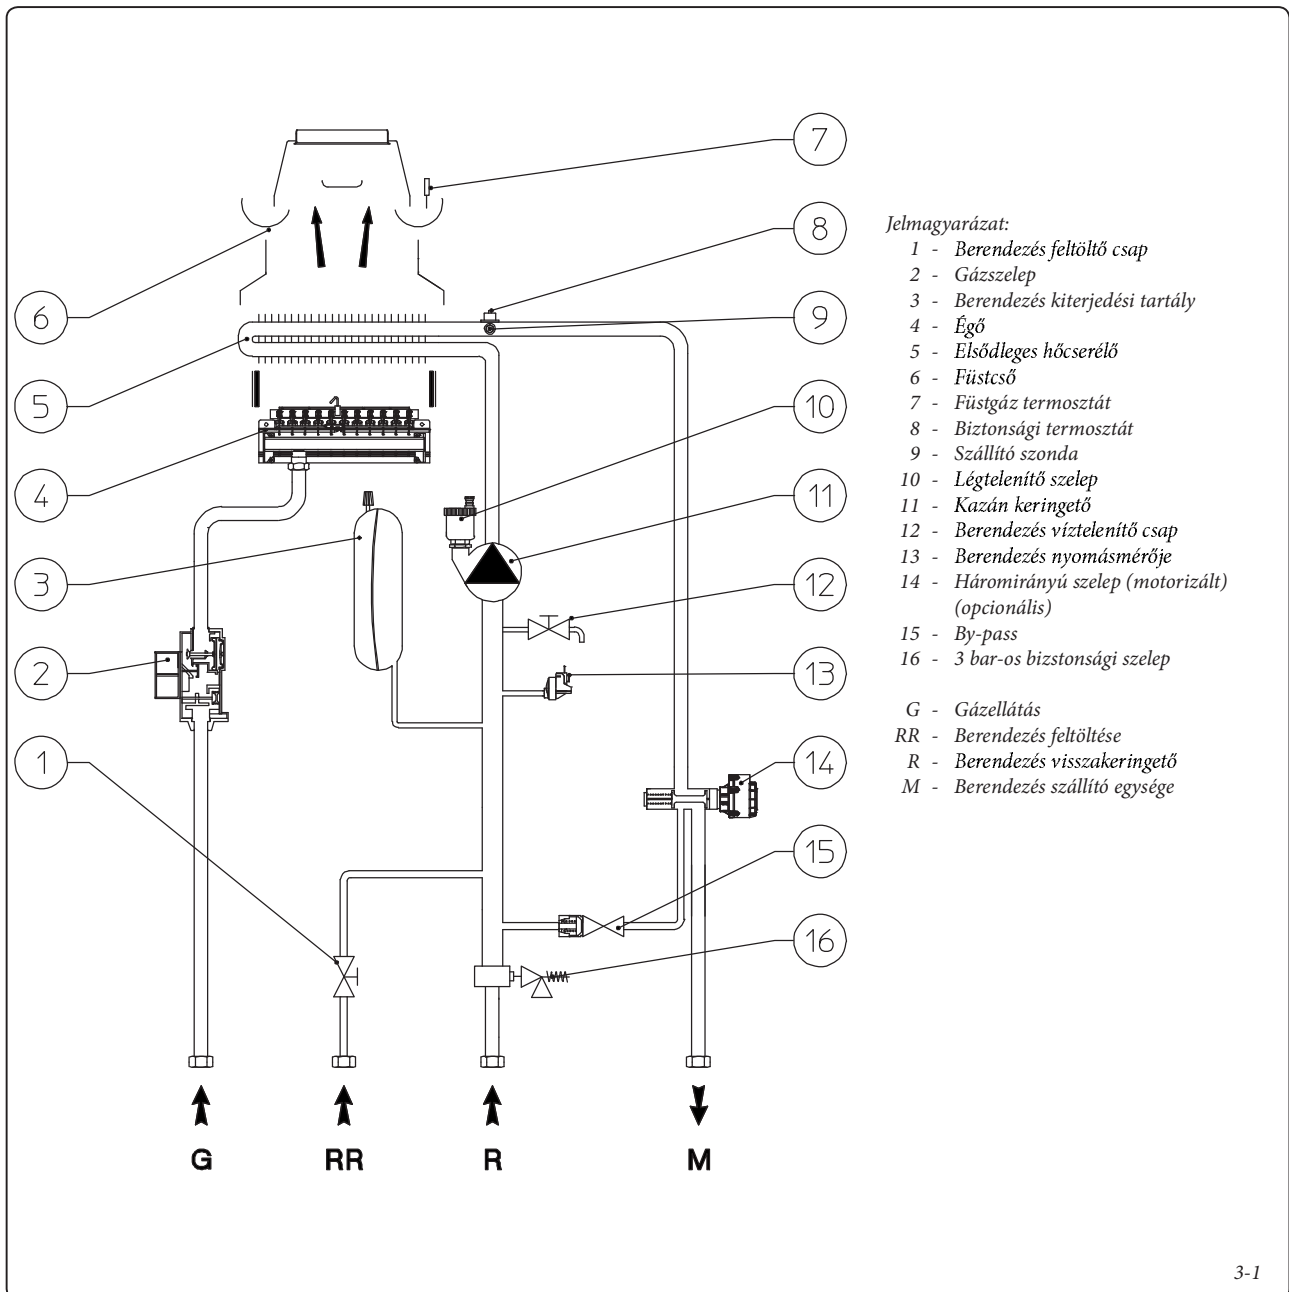 7
8
6
9
5
10
4
11
3
12
2
13
1
14
15
16
G
RR
R
M
Jelmagyarázat:
1 - Berendezés feltöltő csap
2 - Gázszelep
3 - Berendezés kiterjedési tartály
4 - Égő
5 - Elsődleges hőcserélő
6 - Füstcső
7 - Füstgáz termosztát
8 - Biztonsági termosztát
9 - Szállító szonda
10 - Légtelenítő szelep
11 - Kazán keringető
12 - Berendezés víztelenítő csap
13 - Berendezés nyomásmérője
14 - Háromirányú szelep (motorizált)
(opcionális)
15 - By-pass
16 - 3 bar-os bizstonsági szelep
G - Gázellátás
RR - Berendezés feltöltése
R - Berendezés visszakeringető
M - Berendezés szállító egysége
3-1